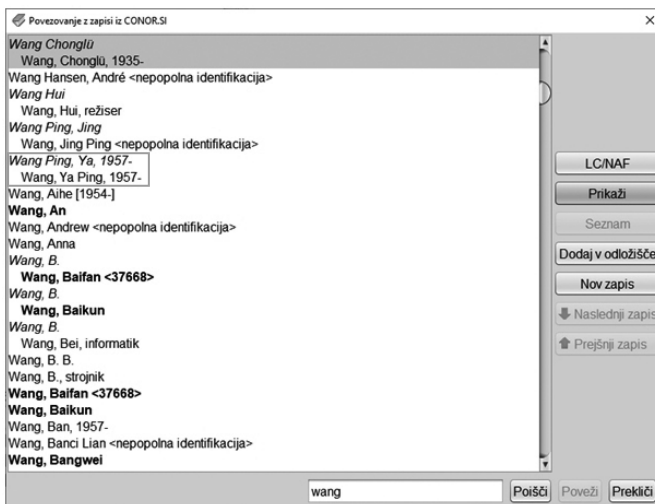 Povezovanje z zapisi iz CONOR.SI
Wang Chonglü
Wang, Chonglü, 1935-
Wang Hansen, André <nepopolna identifikacija>
Wang Hui
Wang, Hui, režiser
Wang Ping, Jing
Wang, Jing Ping <nepopolna identifikacija>
Wang Ping, Ya, 1957-
Wang, Ya Ping, 1957-
Wang, Aihe [1954-]
Wang, An
Wang, Andrew <nepopolna identifikacija>
Wang, Anna
Wang, B.
Wang, Baifan <37668>
Wang, B.
Wang, Baikun
Wang, B.
Wang, Bei, informatik
Wang, B. B.
Wang, B., strojnik
Wang, Baifan <37668>
Wang, Baikun
Wang, Ban, 1957-
Wang, Banci Lian <nepopolna identifikacija>
Wang, Bangwei
LC/NAF
Prikaži
Seznam
Dodaj v odložišče
Nov zapis
Naslednji zapis
Prejšnji zapis
wang
Poišči
Poveži
Prekliči